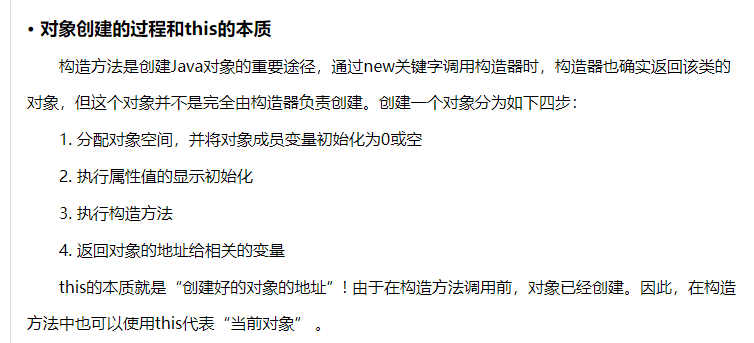 • 对象创建的过程和this的本质
构造方法是创建Java对象的重要途径，通过new关键字调用构造器时，构造器也确实返回该类的
对象，但这个对象并不是完全由构造器负责创建。创建一个对象分为如下四步：
1. 分配对象空间，并将对象成员变量初始化为0或空
2. 执行属性值的显示初始化
3. 执行构造方法
4. 返回对象的地址给相关的变量
this的本质就是“创建好的对象的地址”! 由于在构造方法调用前，对象已经创建。因此，在构造
方法中也可以使用this代表“当前对象” 。